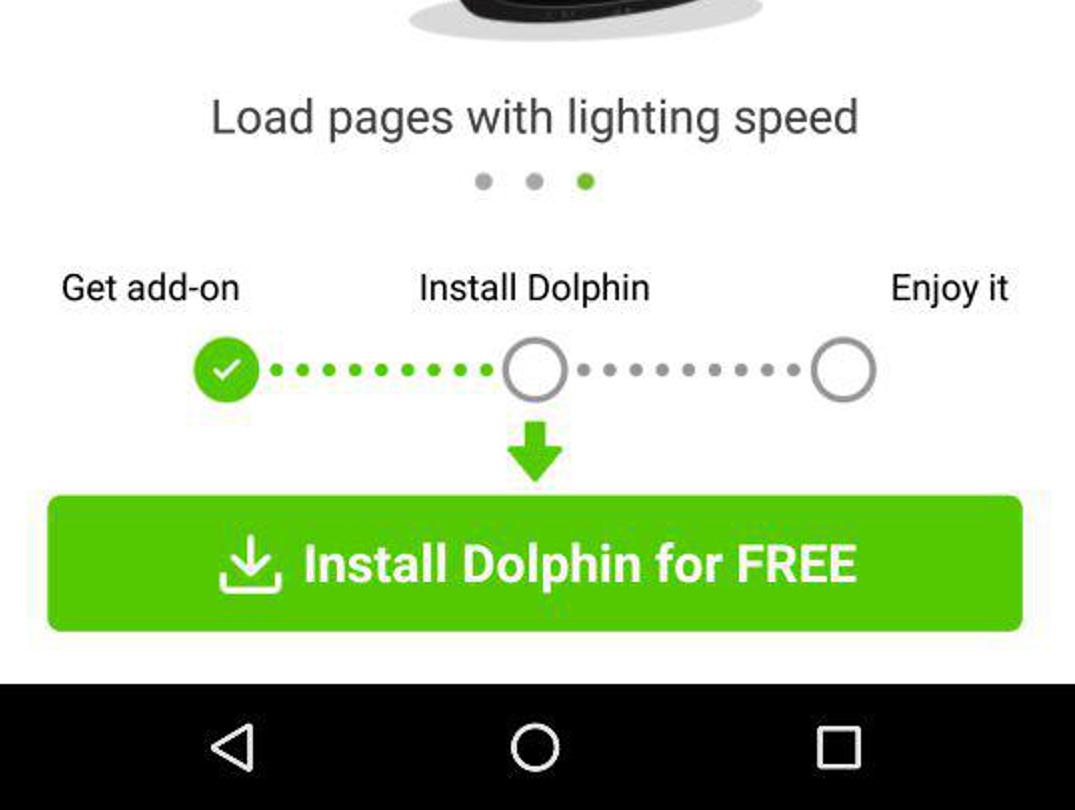 Load pages with lighting speed
Get add-on
Install Dolphin
Enjoy it
Install Dolphin for FREE